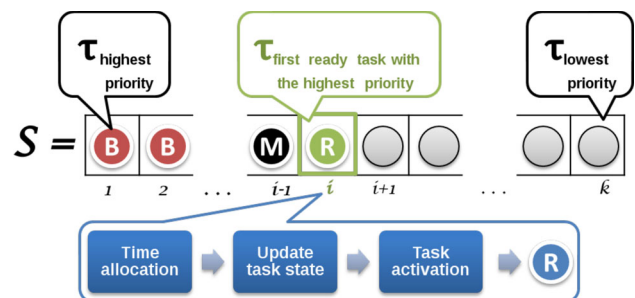 τhighest priority
τfirst ready task with
the highest priority
τlowest priority
S = B B M R
1 2 . . . i-1 i i+1 . . . k
Time allocation
Update task state
Task activation
R